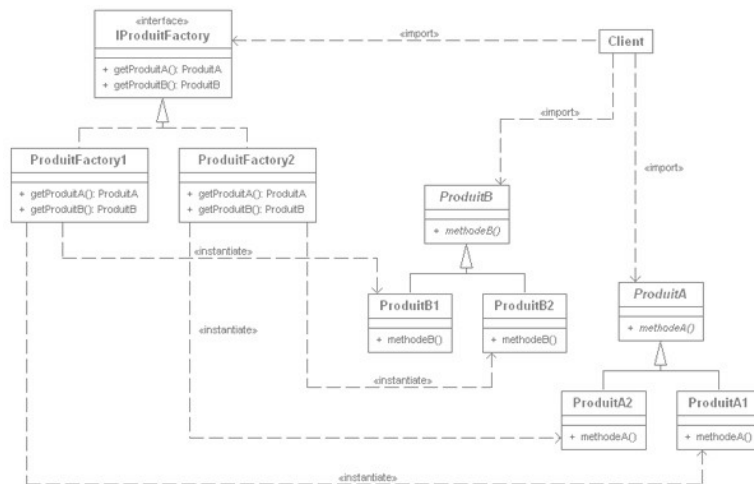 «interface»
IProduitFactory
+ getProduitA(): ProduitA
+ getProduitB(): ProduitB
«import»
Client
«import»
«import»
ProduitFactory1
+ getProduitA(): ProduitA
+ getProduitB(): ProduitB
ProduitFactory2
+ getProduitA(): ProduitA
+ getProduitB(): ProduitB
ProduitB
+ methodeB()
«instantiate»
ProduitB1
+ methodeB()
ProduitB2
+ methodeB()
ProduitA
+ methodeA()
«instantiate»
«instantiate»
ProduitA2
+ methodeA()
ProduitA1
+ methodeA()
«instantiate»